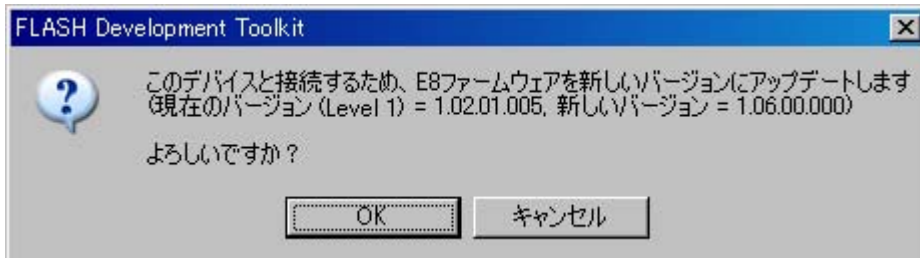 FLASH Development Toolkit
このデバイスと接続するため、E8ファームウェアを新しいバージョンにアップデートします
(現在のバージョン (Level 1) = 1.02.01.005, 新しいバージョン = 1.06.00.000)
よろしいですか？
OK キャンセル